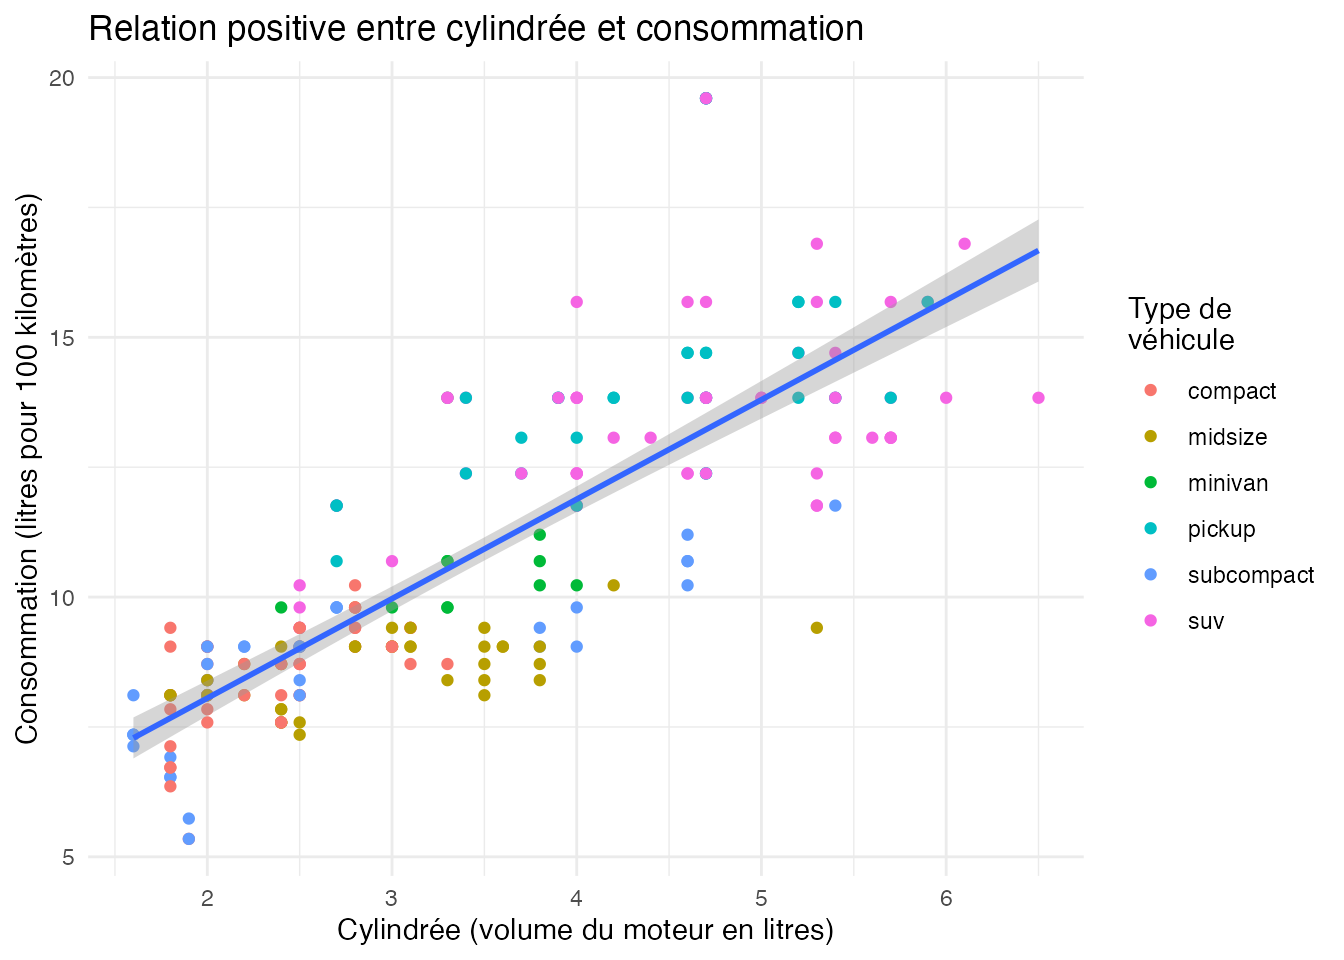 Relation positive entre cylindrée et consommation
Consommation (litres pour 100 kilomètres)
20
15
10
5
2
3
4
5
6
Cylindrée (volume du moteur en litres)
Type de
véhicule
compact
midsize
minivan
pickup
subcompact
suv